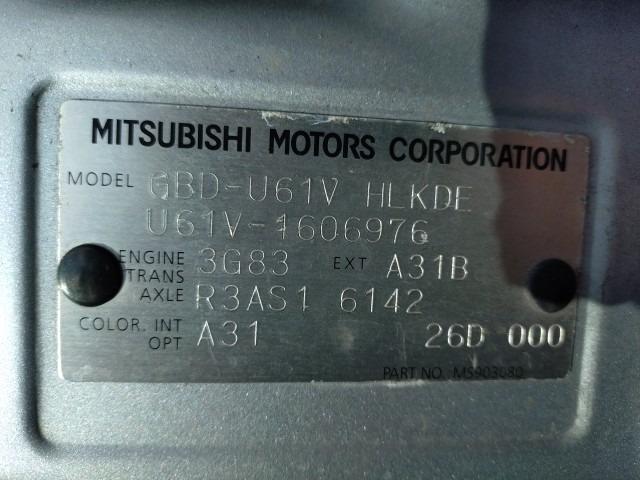 MITSUBISHI MOTORS CORPORATION
MODEL GBD-U61V HLKDE
U61V-1606976
ENGINE 3G83 EXT A31B
TRANS
AXLE R3AS1 6142
COLOR. INT A31
OPT 26D 000
PART NO. MS903080